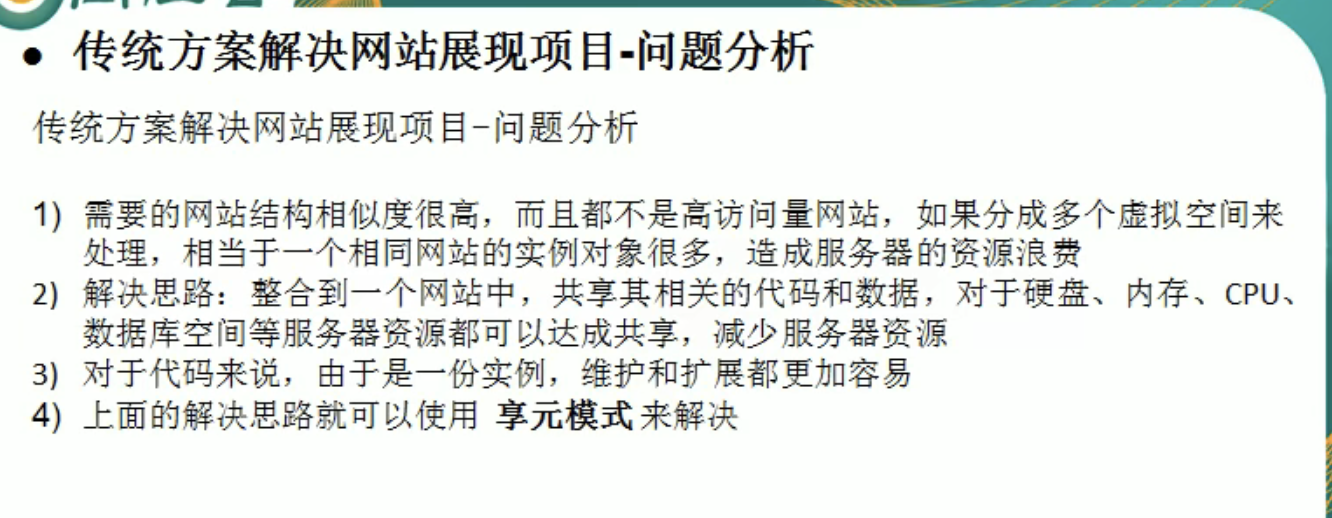 • 传统方案解决网站展现项目-问题分析
传统方案解决网站展现项目-问题分析
1) 需要的网站结构相似度很高，而且都不是高访问量网站，如果分成多个虚拟空间来
处理，相当于一个相同网站的实例对象很多，造成服务器的资源浪费
2) 解决思路：整合到一个网站中，共享其相关的代码和数据，对于硬盘、内存、CPU、
数据库空间等服务器资源都可以达成共享，减少服务器资源
3) 对于代码来说，由于是一份实例，维护和扩展都更加容易
4) 上面的解决思路就可以使用 享元模式 来解决